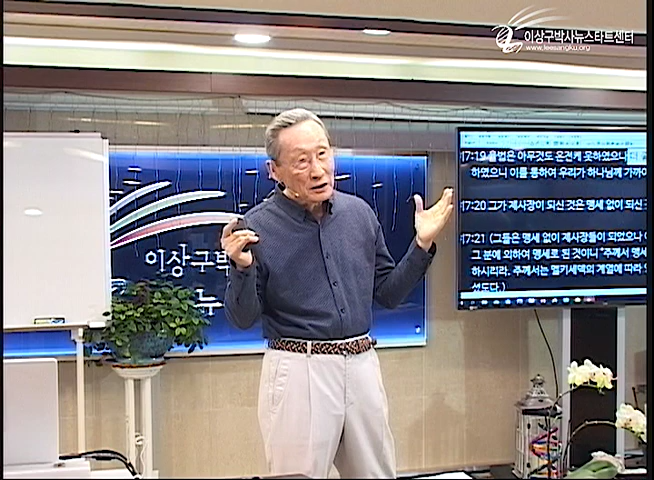 이상구박사뉴스타트센터
www.leesangku.org
이상구박
뉴
17:19 율법은 아무것도 온전케 못하였으나 더
하였으니 이를 통하여 우리가 하나님께 가까이
17:20 그가 제사장이 되신 것은 맹세 없이 되신
17:21 (그들은 맹세 없이 제사장들이 되었으나
그 분에 의하여 맹세로 된 것이니 "주께서 맹세
하시리라. 주께서는 멜기세덱의 계열에 따라
섰도다.)